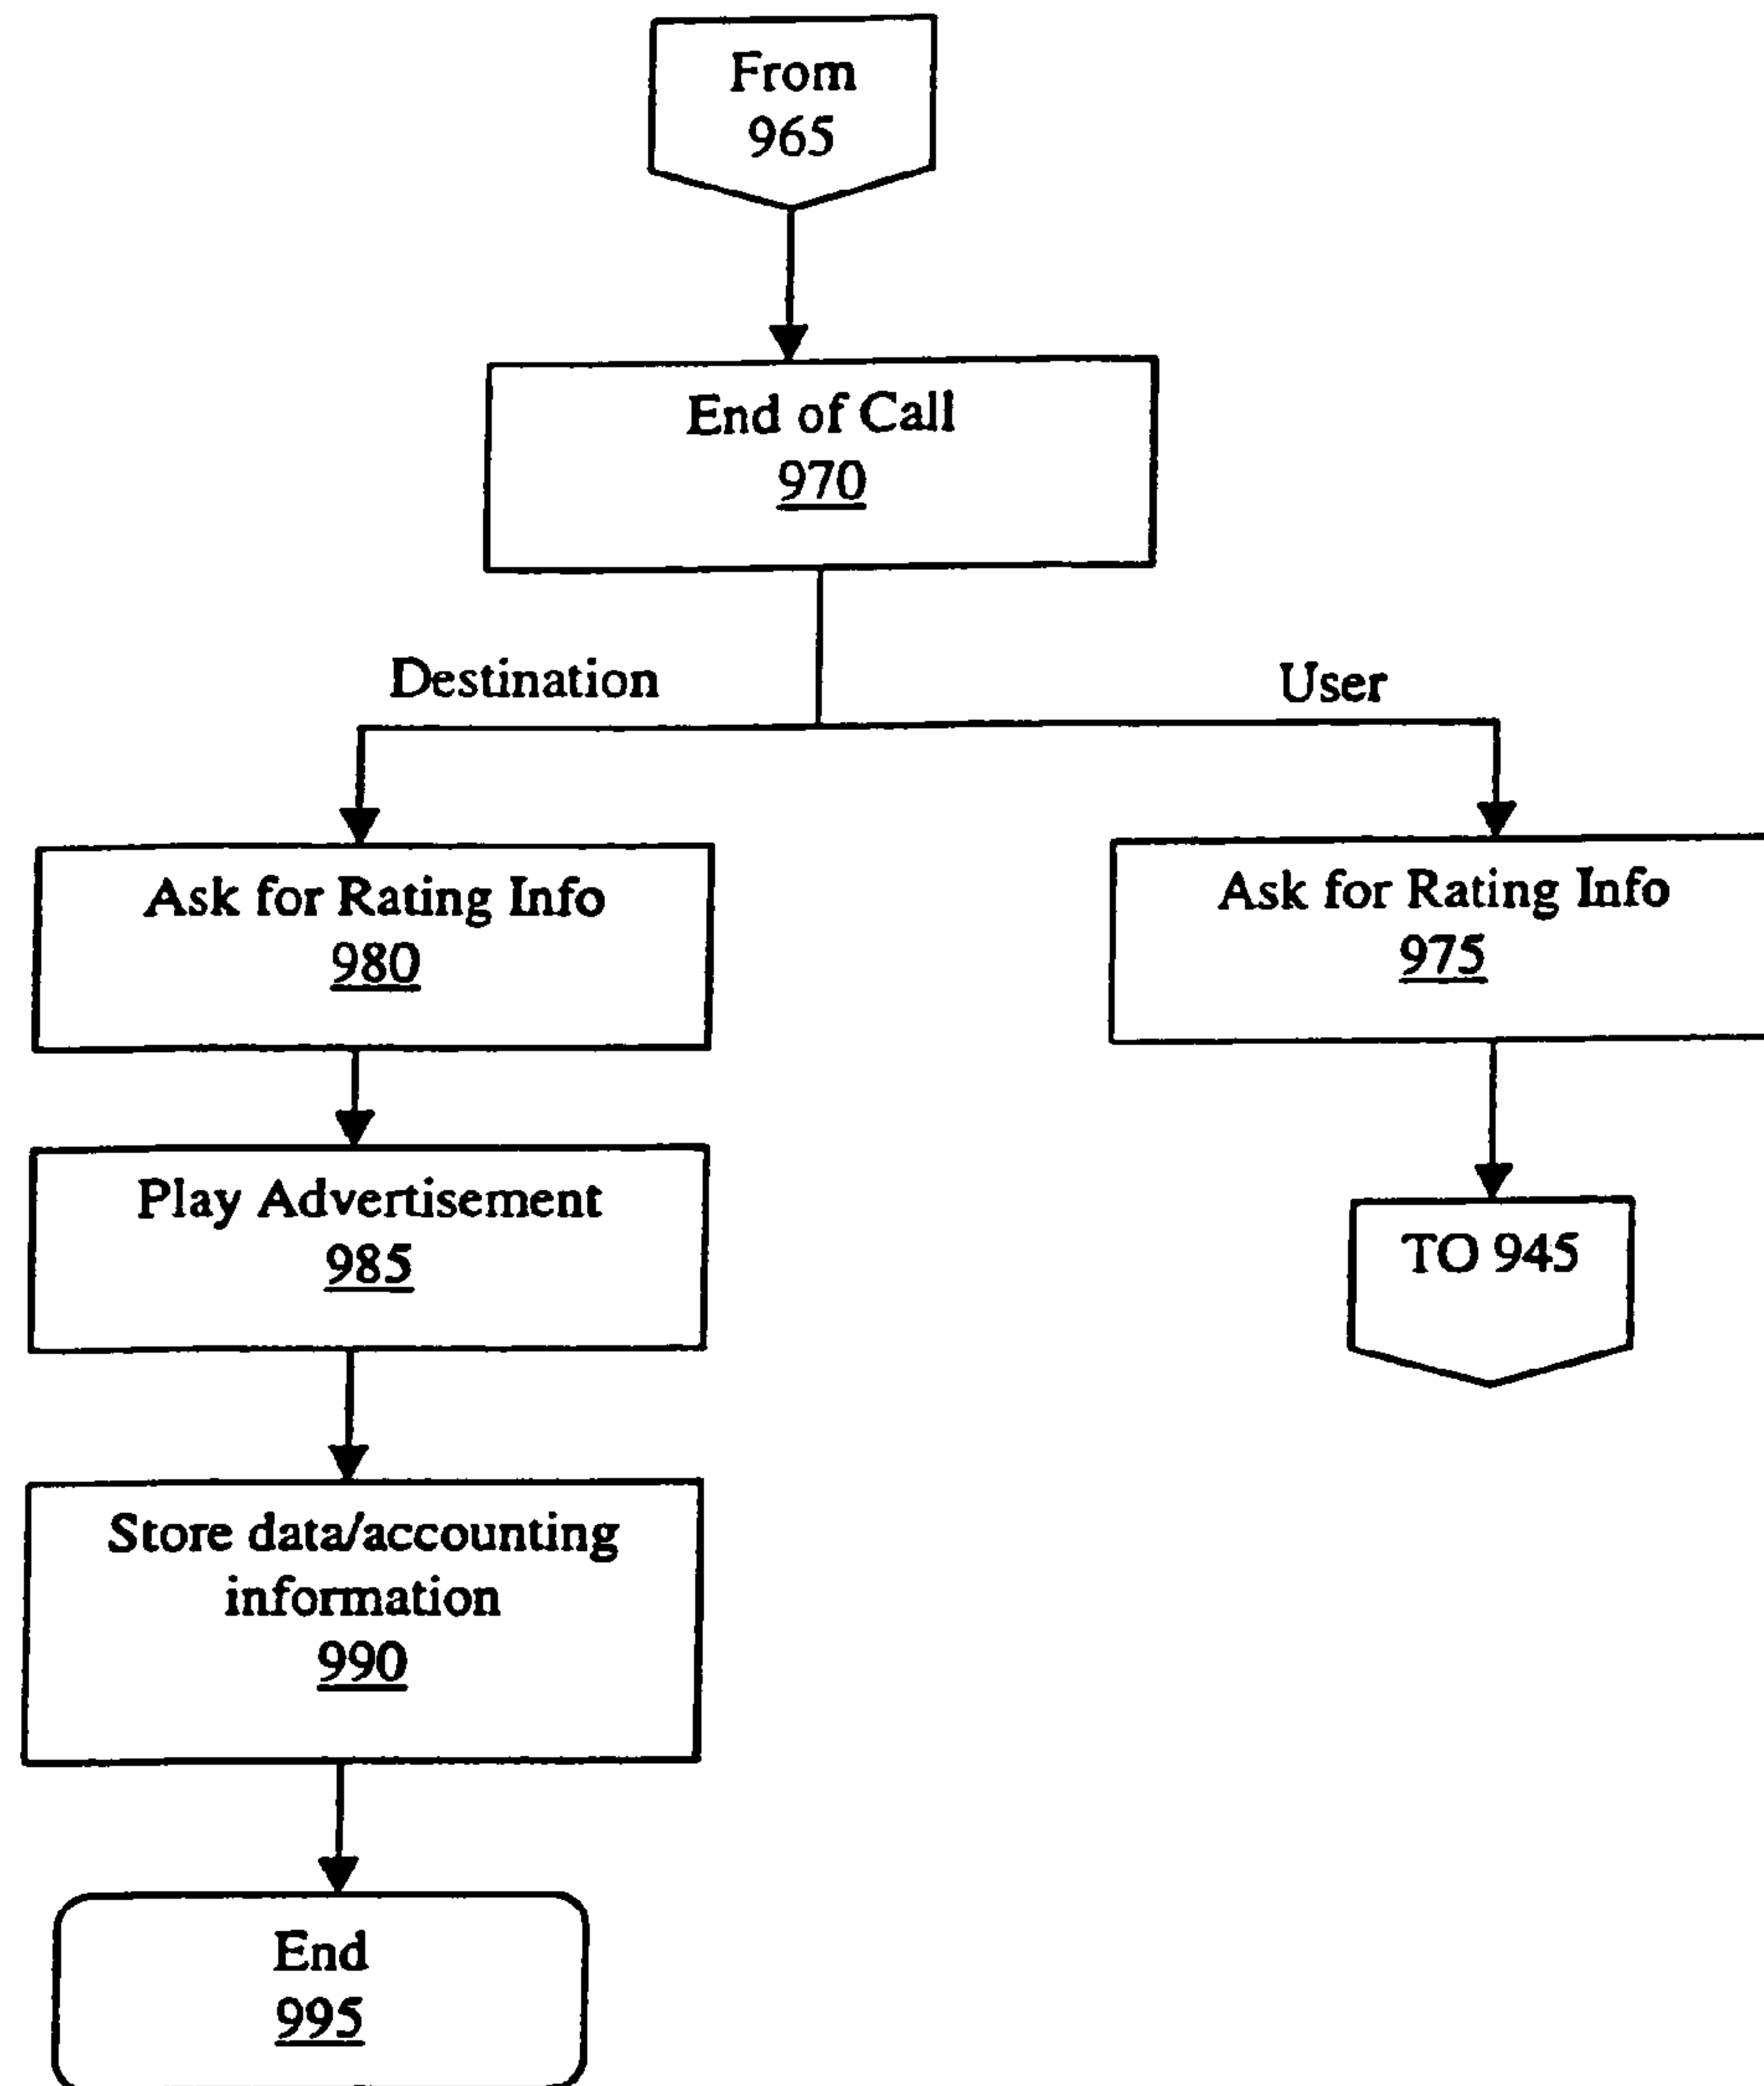 From
965
End of Call
970
Destination
User
Ask for Rating Info
980
Ask for Rating Info
975
Play Advertisement
985
TO 945
Store data/accounting
information
990
End
995